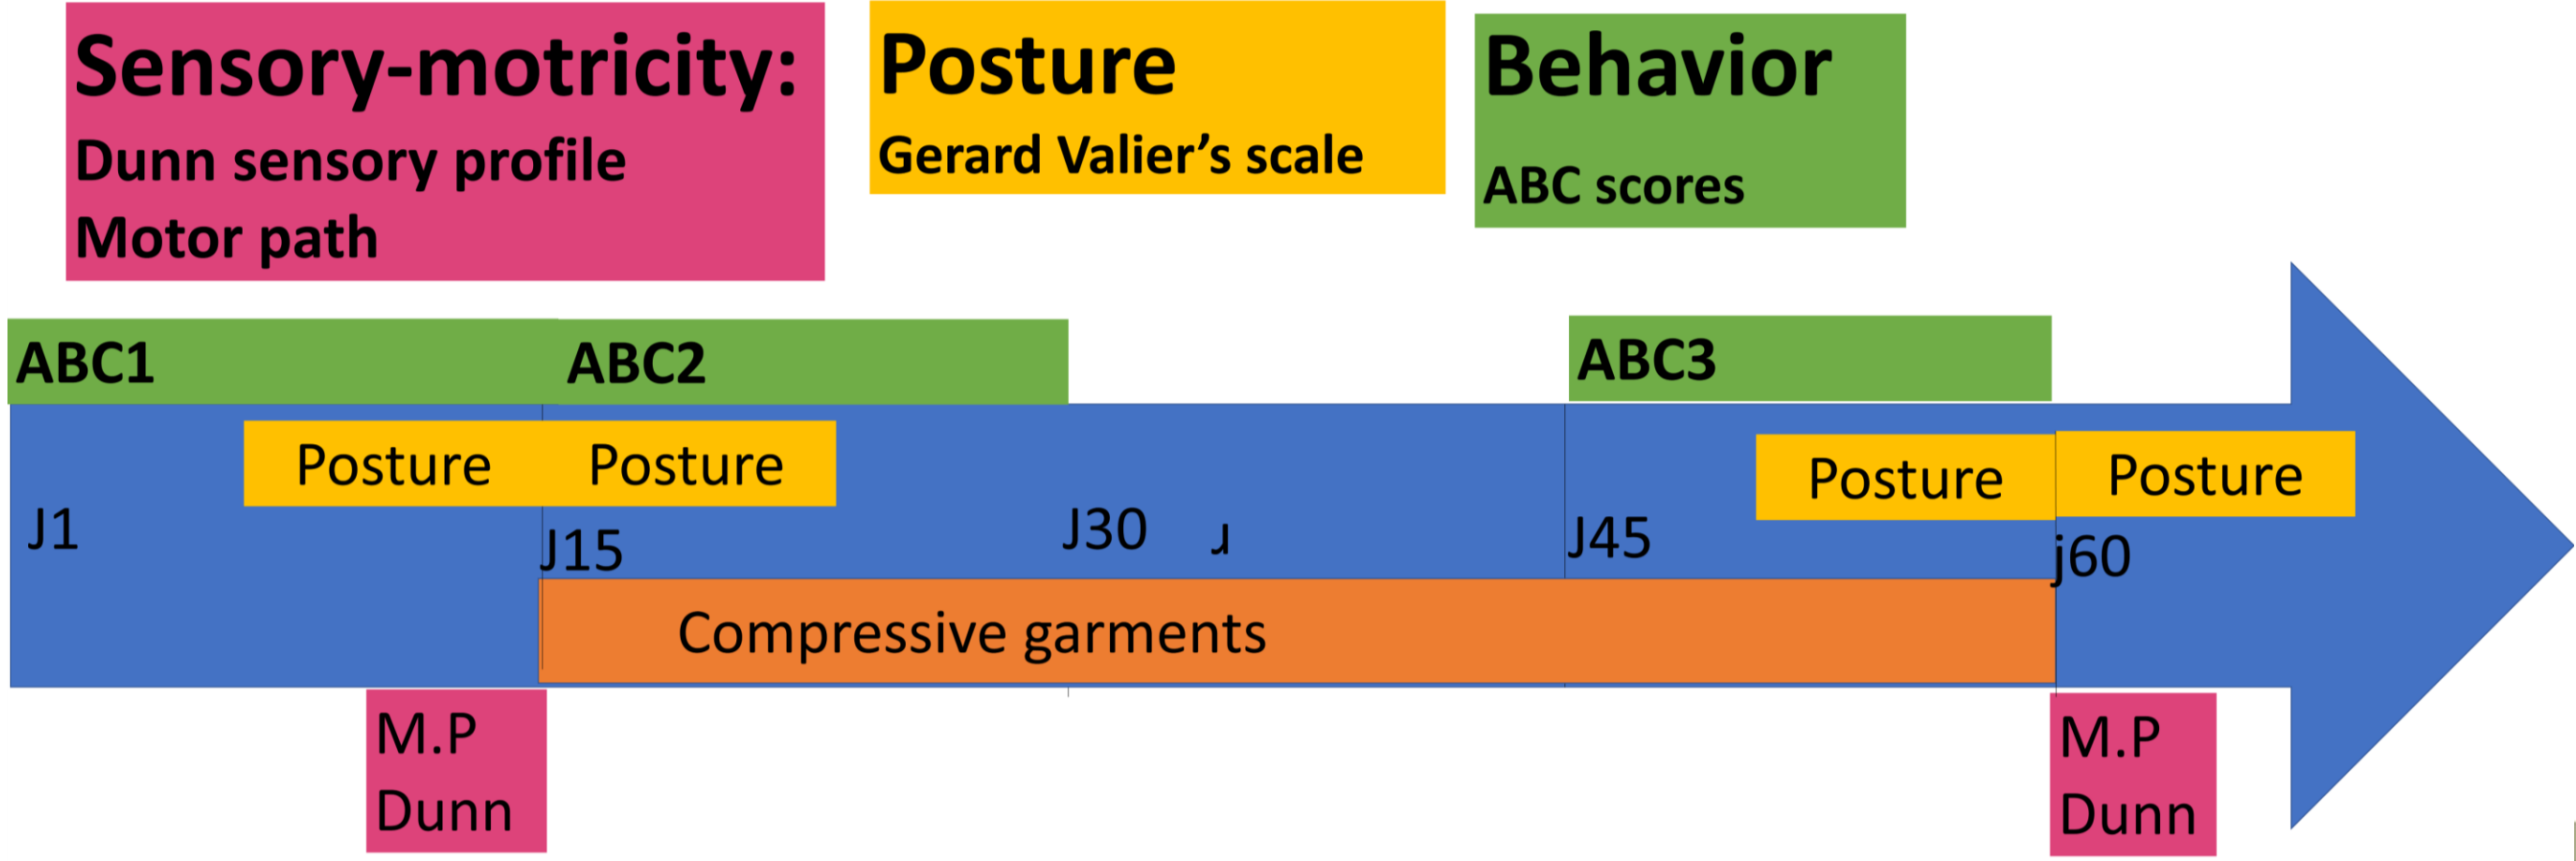 Sensory-motricity:
Dunn sensory profile
Motor path
Posture
Gerard Valier's scale
Behavior
ABC scores
ABC1
ABC2
ABC3
Posture
Posture
Posture
Posture
J1
J15
J30
J45
j60
Compressive garments
M.P
Dunn
M.P
Dunn